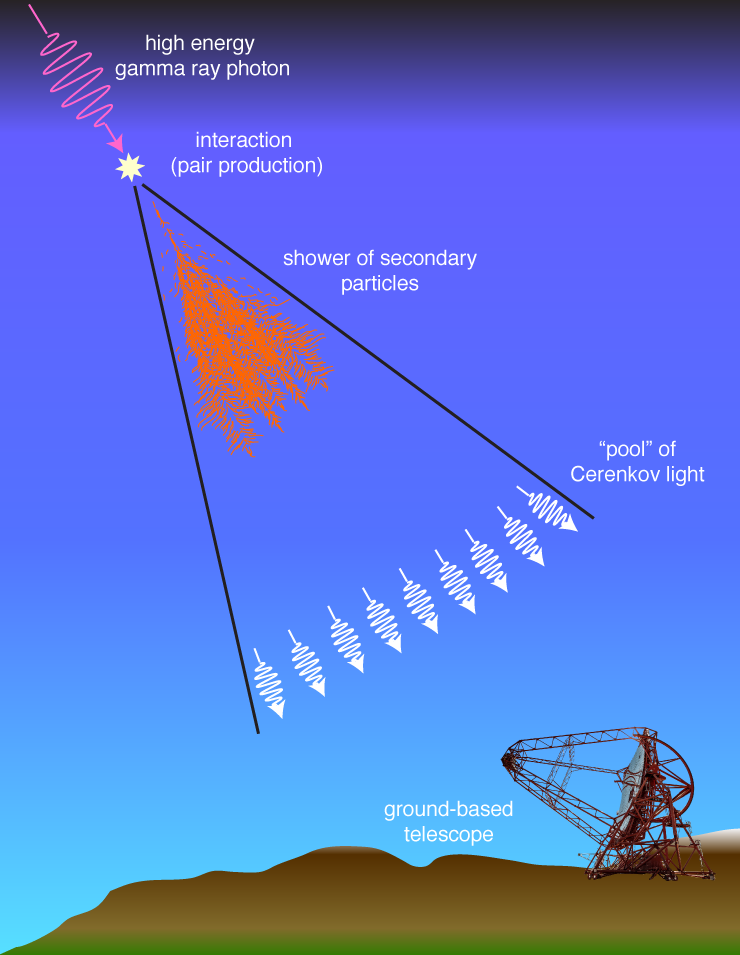 high energy
gamma ray photon
interaction
(pair production)
shower of secondary
particles
“pool” of
Cerenkov light
ground-based
telescope